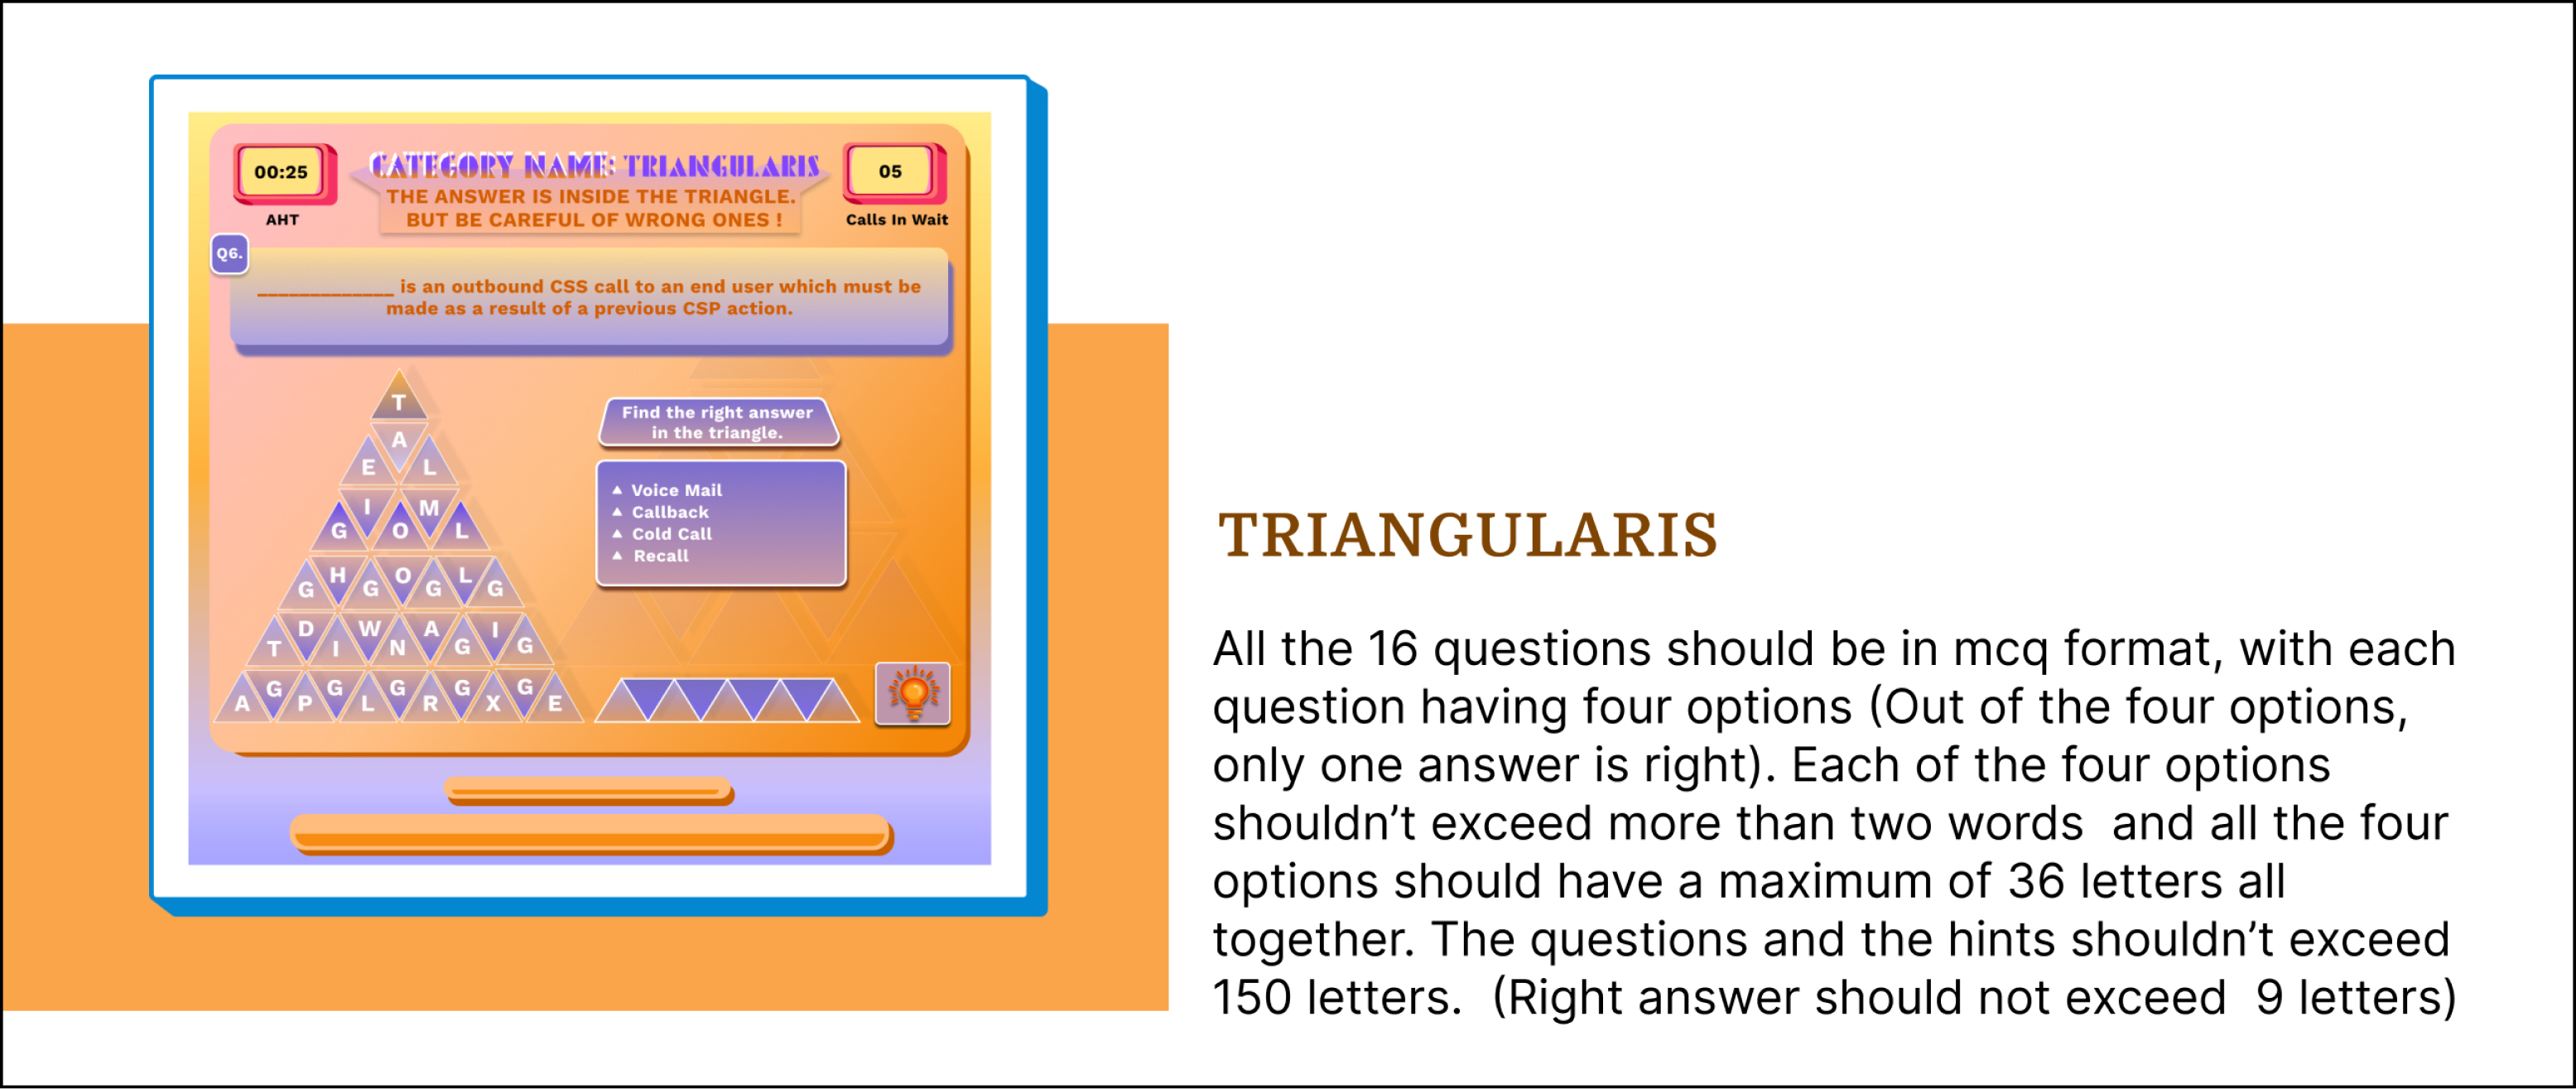 00:25
AHT
CATEGORY NAME: TRIANGULARIS
THE ANSWER IS INSIDE THE TRIANGLE.
BUT BE CAREFUL OF WRONG ONES !
05
Calls In Wait
Q6.
_____________ is an outbound CSS call to an end user which must be
made as a result of a previous CSP action.
T
A
E L
I M
G O L
H O L
G G G G
D W A I
T I N G G
G G G G G
A P L R X E
Find the right answer
in the triangle.
Voice Mail
Callback
Cold Call
Recall
TRIANGULARIS
All the 16 questions should be in mcq format, with each
question having four options (Out of the four options,
only one answer is right). Each of the four options
shouldn’t exceed more than two words  and all the four
options should have a maximum of 36 letters all
together. The questions and the hints shouldn’t exceed
150 letters.  (Right answer should not exceed  9 letters)